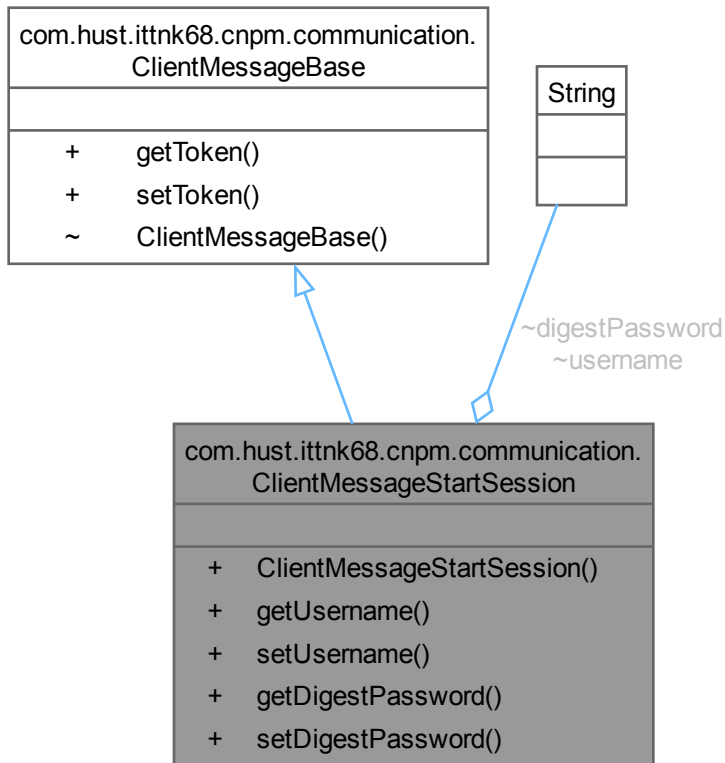 com.hust.ittnk68.cnpm.communication.
ClientMessageBase
+ getToken()
+ setToken()
~ ClientMessageBase()
String
~digestPassword
~username
com.hust.ittnk68.cnpm.communication.
ClientMessageStartSession
+ ClientMessageStartSession()
+ getUsername()
+ setUsername()
+ getDigestPassword()
+ setDigestPassword()